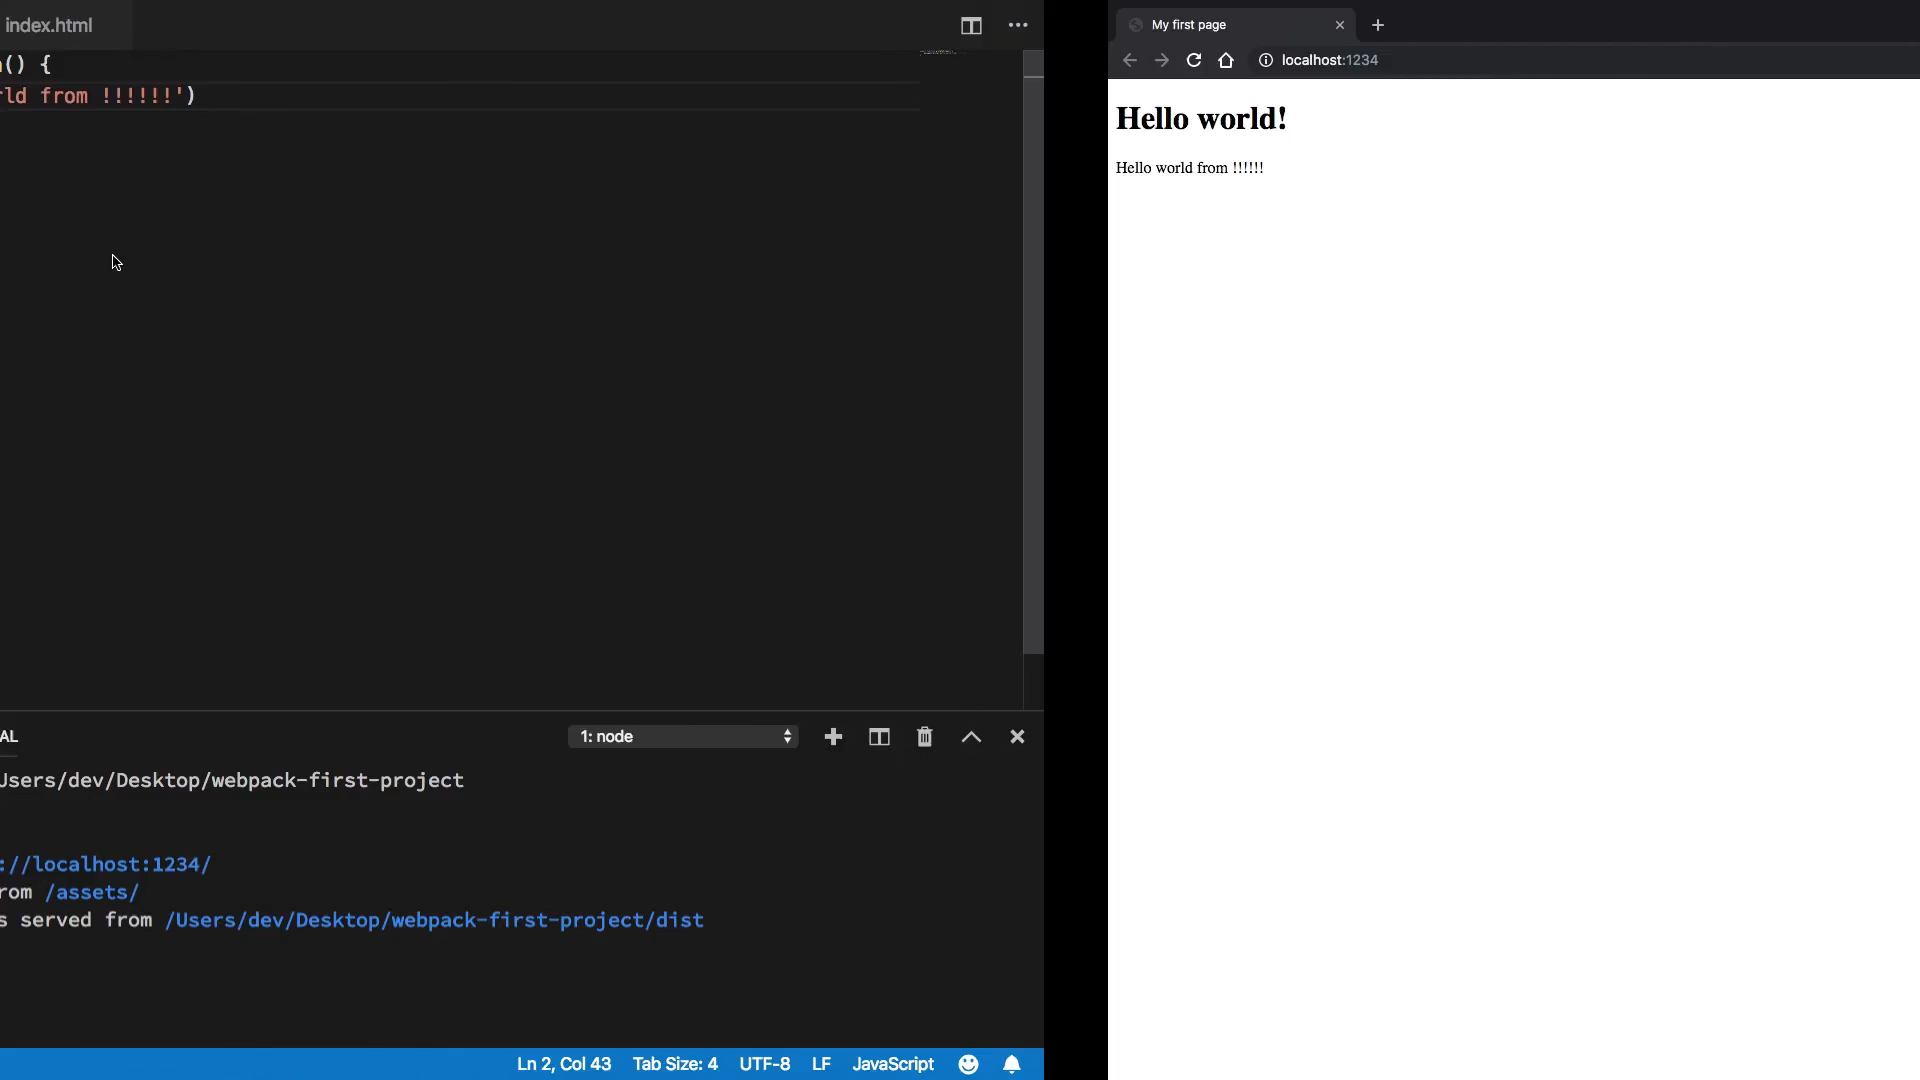 index.html
() {
rld from !!!!!!')
AL
1: node
Users/dev/Desktop/webpack-first-project
://localhost:1234/
rom /assets/
s served from /Users/dev/Desktop/webpack-first-project/dist
Ln 2, Col 43 Tab Size: 4 UTF-8 LF JavaScript
My first page
localhost:1234
Hello world!
Hello world from !!!!!!